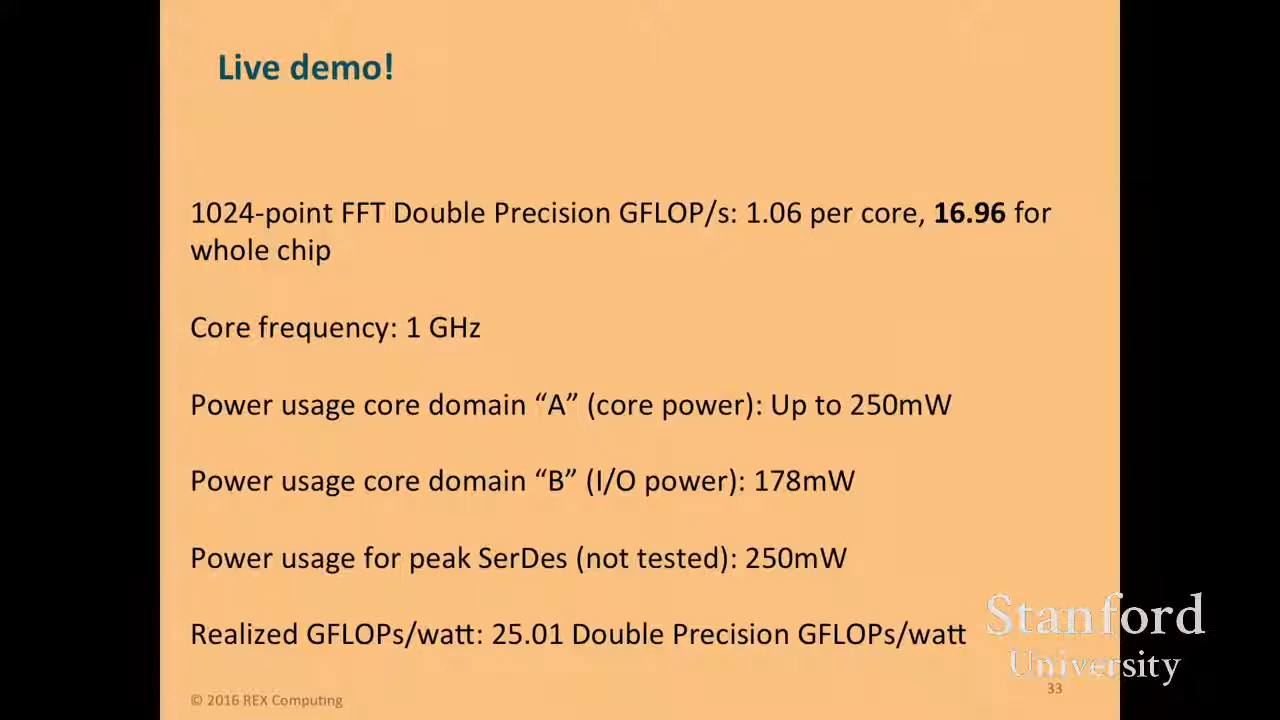 Live demo!
1024-point FFT Double Precision GFLOP/s: 1.06 per core, 16.96 for
whole chip
Core frequency: 1 GHz
Power usage core domain “A” (core power): Up to 250mW
Power usage core domain “B” (I/O power): 178mW
Power usage for peak SerDes (not tested): 250mW
Realized GFLOPs/watt: 25.01 Double Precision GFLOPs/watt
Stanford
University
© 2016 REX Computing
33